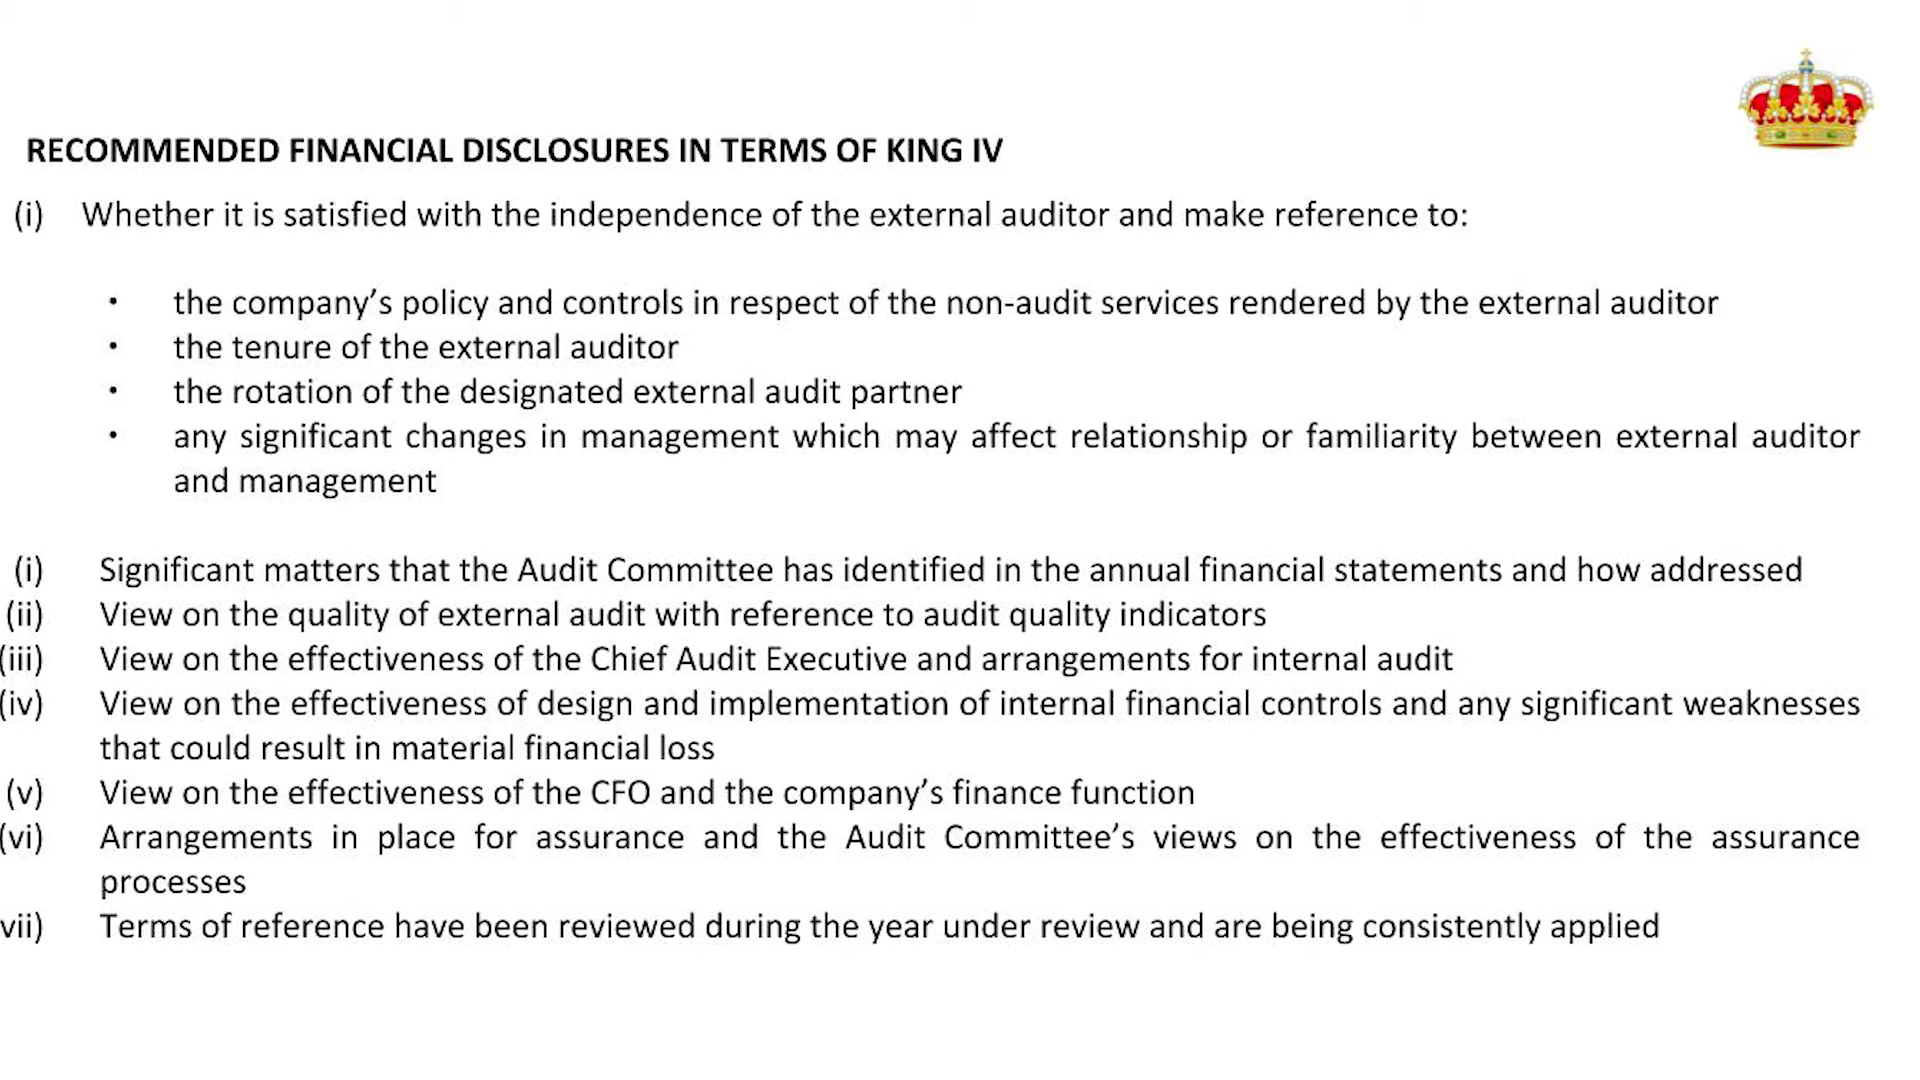 RECOMMENDED FINANCIAL DISCLOSURES IN TERMS OF KING IV
(i) Whether it is satisfied with the independence of the external auditor and make reference to:
• the company’s policy and controls in respect of the non-audit services rendered by the external auditor
• the tenure of the external auditor
• the rotation of the designated external audit partner
• any significant changes in management which may affect relationship or familiarity between external auditor
and management
(i) Significant matters that the Audit Committee has identified in the annual financial statements and how addressed
(ii) View on the quality of external audit with reference to audit quality indicators
(iii) View on the effectiveness of the Chief Audit Executive and arrangements for internal audit
(iv) View on the effectiveness of design and implementation of internal financial controls and any significant weaknesses
that could result in material financial loss
(v) View on the effectiveness of the CFO and the company’s finance function
(vi) Arrangements in place for assurance and the Audit Committee’s views on the effectiveness of the assurance
processes
vii) Terms of reference have been reviewed during the year under review and are being consistently applied